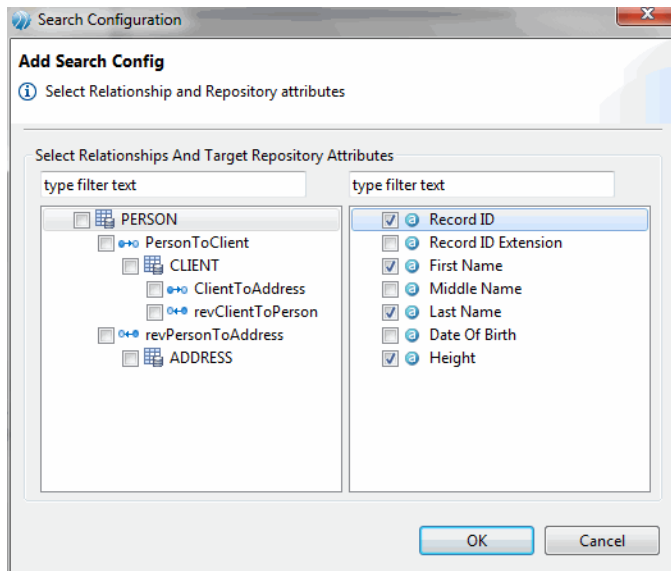 Search Configuration
Add Search Config
Select Relationship and Repository attributes
Select Relationships And Target Repository Attributes
type filter text
PERSON
PersonToClient
CLIENT
ClientToAddress
revClientToPerson
revPersonToAddress
ADDRESS
type filter text
Record ID
Record ID Extension
First Name
Middle Name
Last Name
Date Of Birth
Height
OK
Cancel